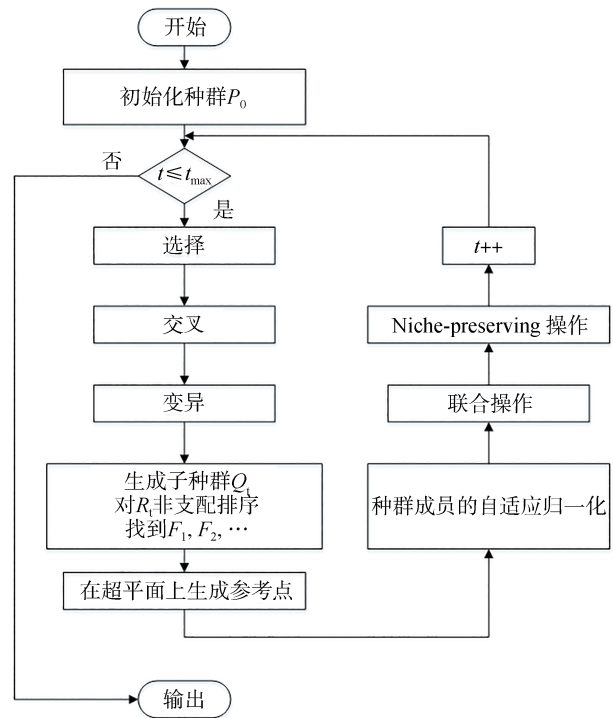 开始
初始化种群P₀
否
t≤tmax
是
选择
交叉
变异
生成子种群Qt
对Rt非支配排序
找到F₁, F₂, …
在超平面上生成参考点
种群成员的自适应归一化
联合操作
Niche-preserving 操作
t++
输出